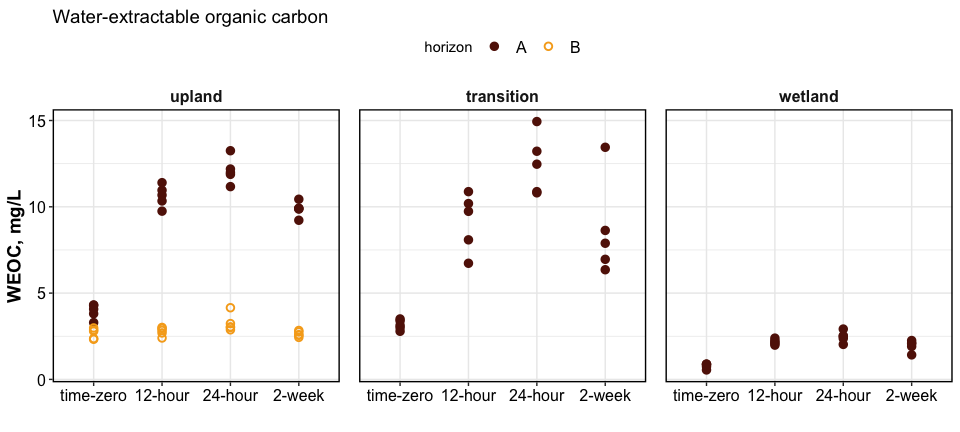 Water-extractable organic carbon
horizon A B
upland transition wetland
WEOC, mg/L
15
10
5
0
time-zero 12-hour 24-hour 2-week time-zero 12-hour 24-hour 2-week time-zero 12-hour 24-hour 2-week